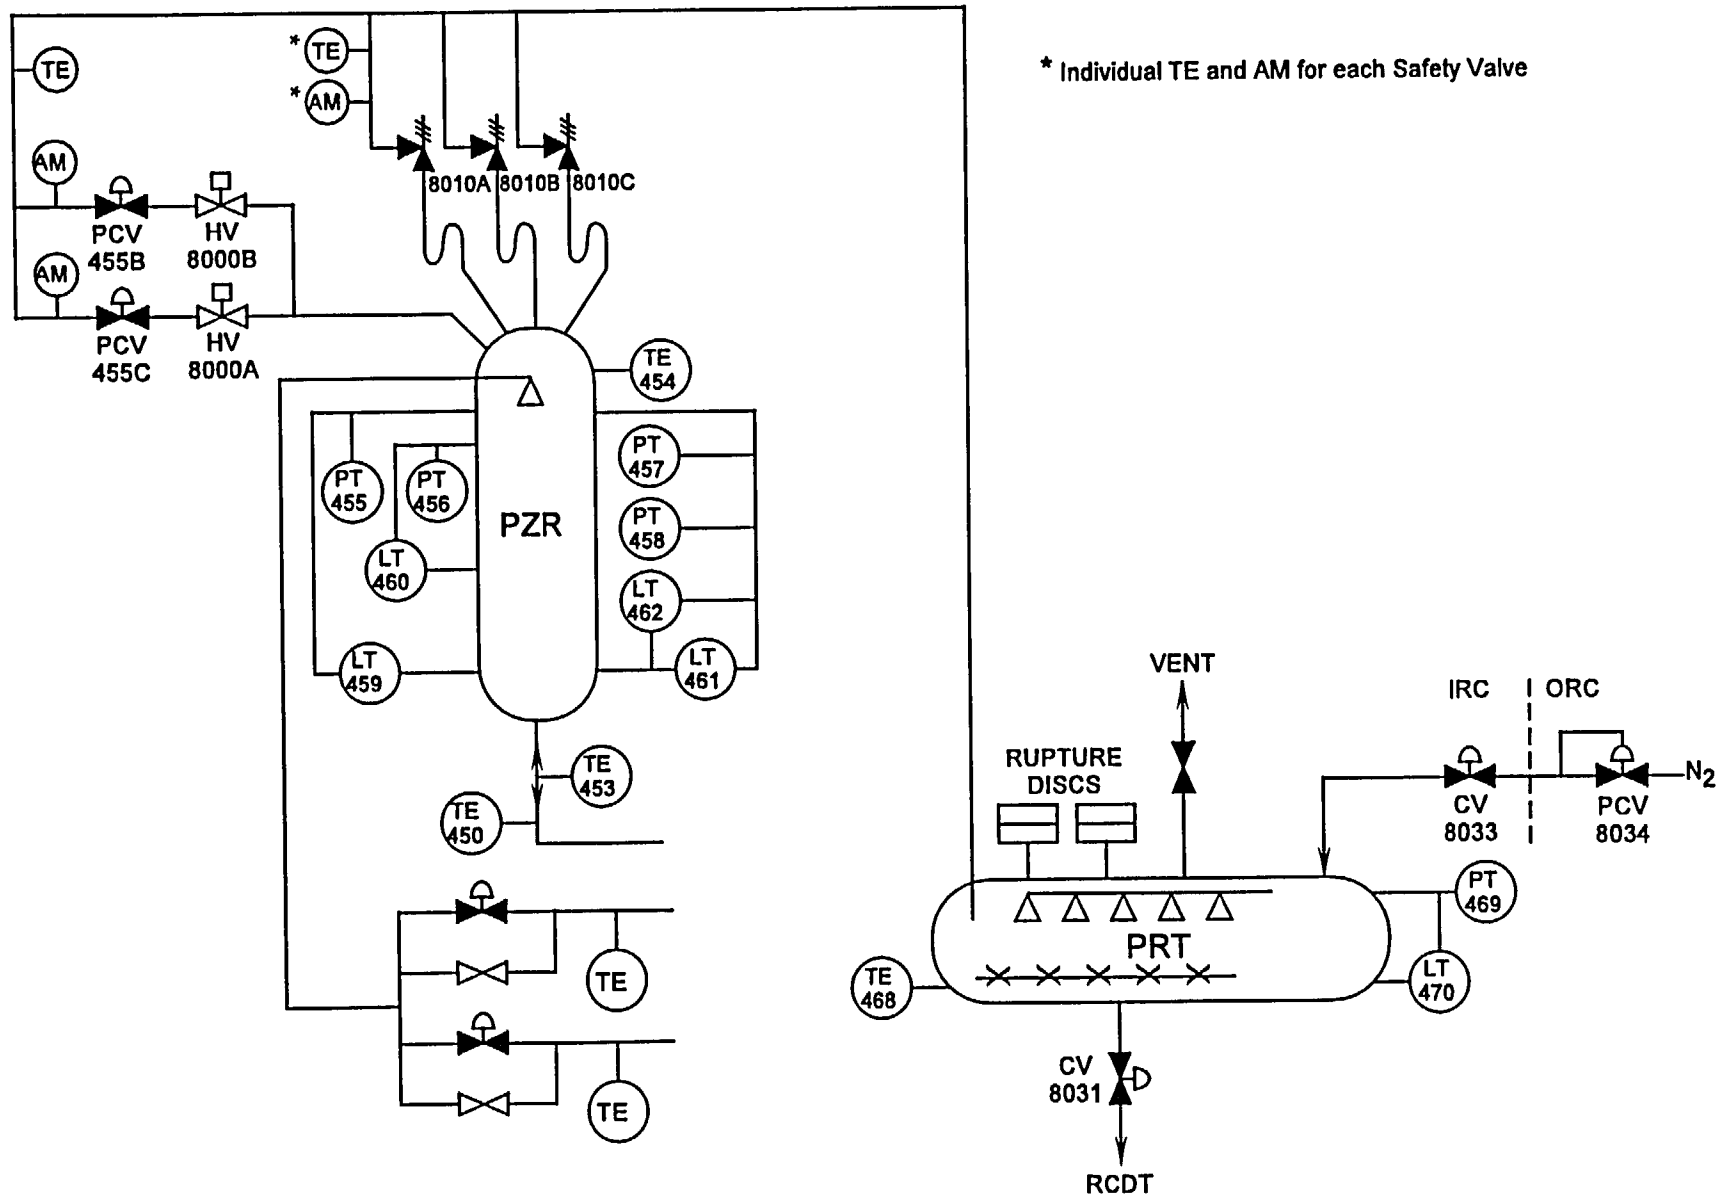 * Individual TE and AM for each Safety Valve
* TE
TE
* AM
AM
8010A 8010B 8010C
PCV
455B
HV
8000B
AM
PCV
455C
HV
8000A
TE
454
PT
455
PT
456
PT
457
PZR
PT
458
LT
460
LT
462
LT
459
LT
461
VENT
IRC
ORC
TE
453
RUPTURE
DISCS
N2
TE
450
CV
8033
PCV
8034
PT
469
PRT
TE
468
LT
470
TE
CV
8031
TE
RCDT